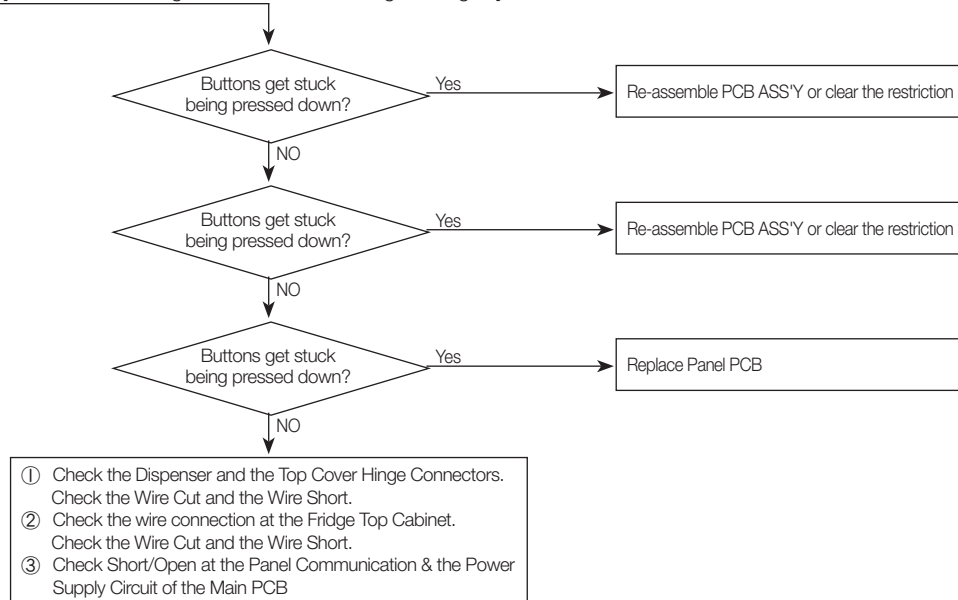 Buttons get stuck
being pressed down?
Yes
Re-assemble PCB ASS'Y or clear the restriction
NO
Buttons get stuck
being pressed down?
Yes
Re-assemble PCB ASS'Y or clear the restriction
NO
Buttons get stuck
being pressed down?
Yes
Replace Panel PCB
NO
① Check the Dispenser and the Top Cover Hinge Connectors.
Check the Wire Cut and the Wire Short.
② Check the wire connection at the Fridge Top Cabinet.
Check the Wire Cut and the Wire Short.
③ Check Short/Open at the Panel Communication & the Power
Supply Circuit of the Main PCB